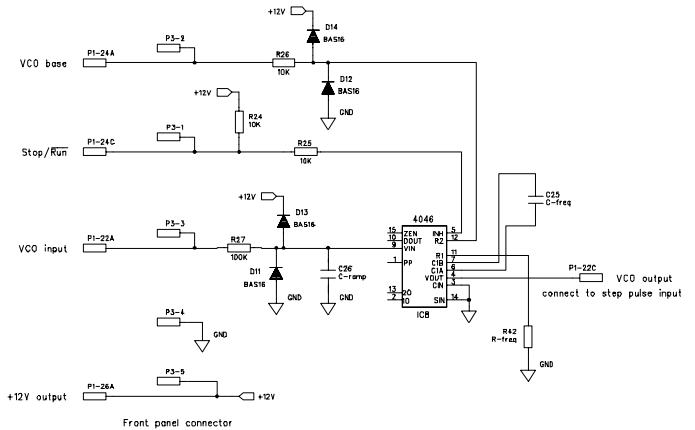 +12V
D14
BAS16
P3-2
P1-24A
VCO base
R26
10K
D12
BAS16
GND
+12V
R24
10K
P3-1
P1-24C
Stop/Run
R25
10K
C25
C-freq
+12V
D13
BAS16
4046
15 ZEN
10 DOUT
9 VIN
1 PP
13 ZO
2 IO
INH 5
R2 12
R1 11
C1B 7
C1A 6
VOUT 4
CIN 3
SIN 14
IC8
P3-3
P1-22A
VCO input
R27
100K
D11
BAS16
GND
C26
C-ramp
GND
P1-22C
VCO output
connect to step pulse input
P3-4
GND
R42
R-freq
GND
P3-5
P1-26A
+12V output
+12V
Front panel connector